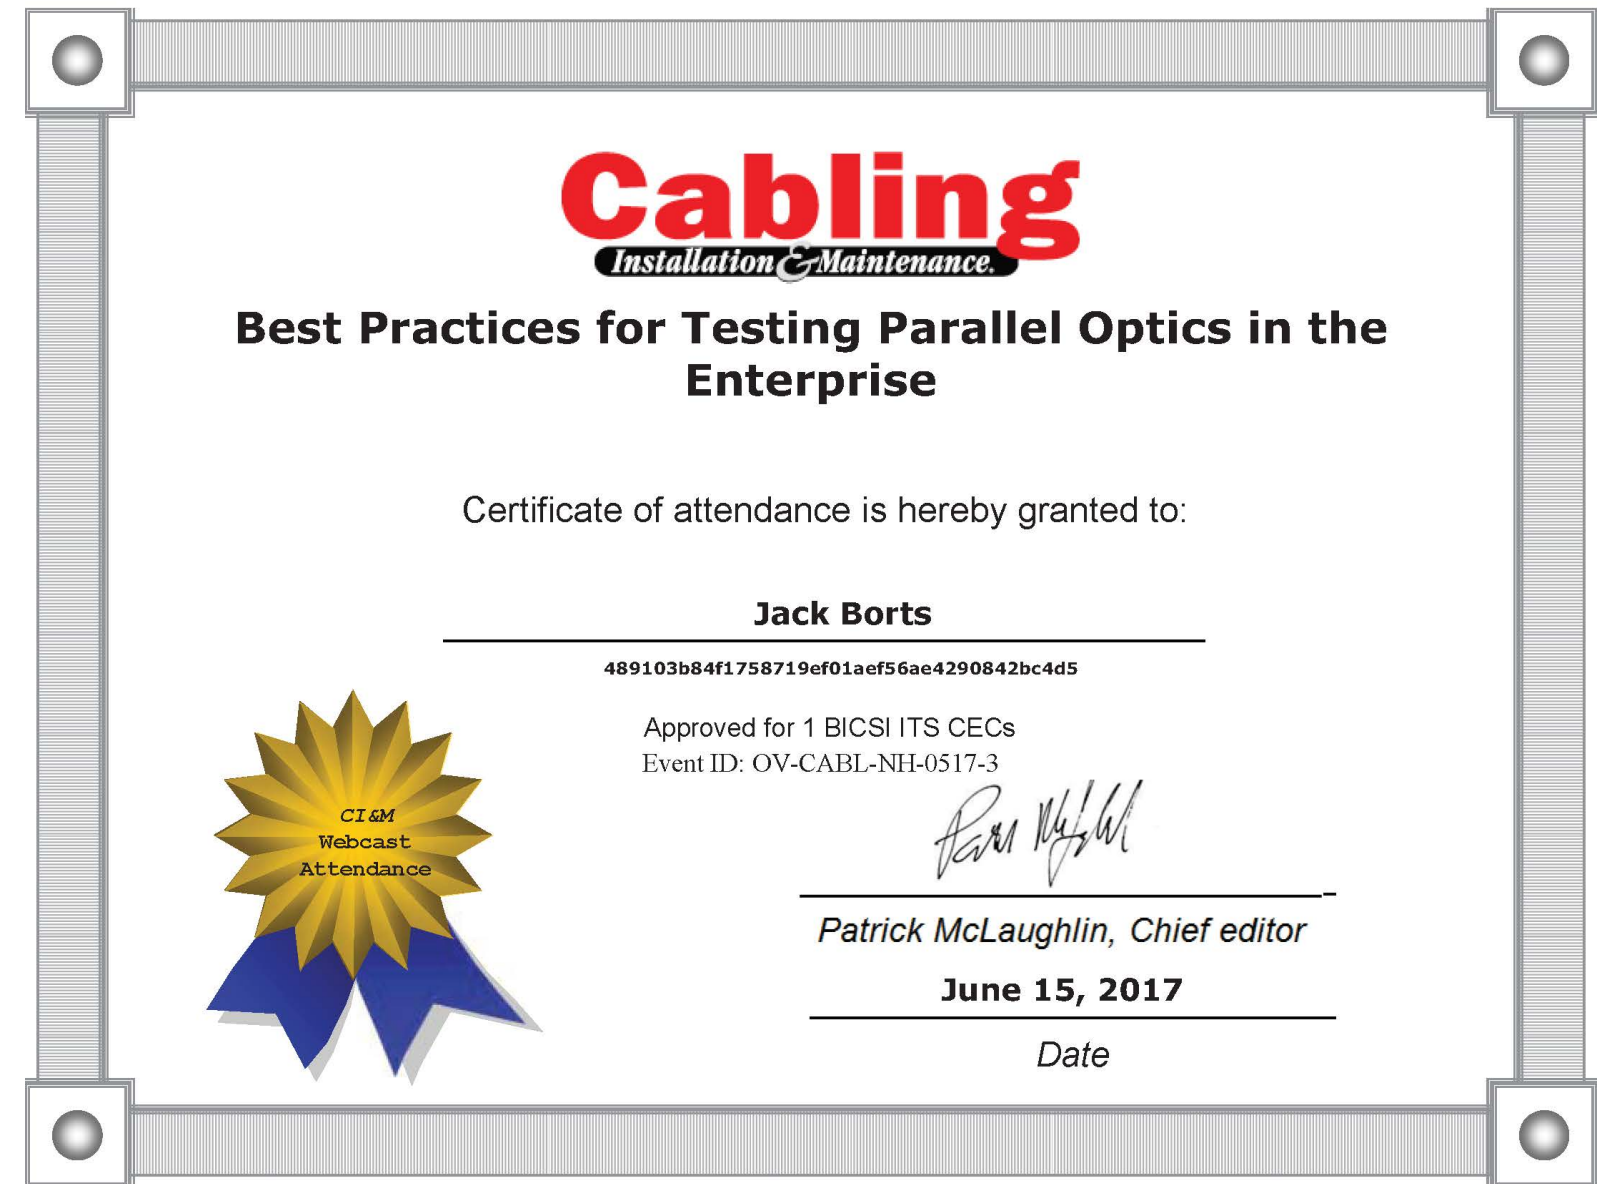 Cabling
Installation & Maintenance.
Best Practices for Testing Parallel Optics in the
Enterprise
Certificate of attendance is hereby granted to:
Jack Borts
489103b84f1758719ef01aef56ae4290842bc4d5
Approved for 1 BICSI ITS CECs
Event ID: OV-CABL-NH-0517-3
CI&M
Webcast
Attendance
Patrick McLaughlin, Chief editor
June 15, 2017
Date